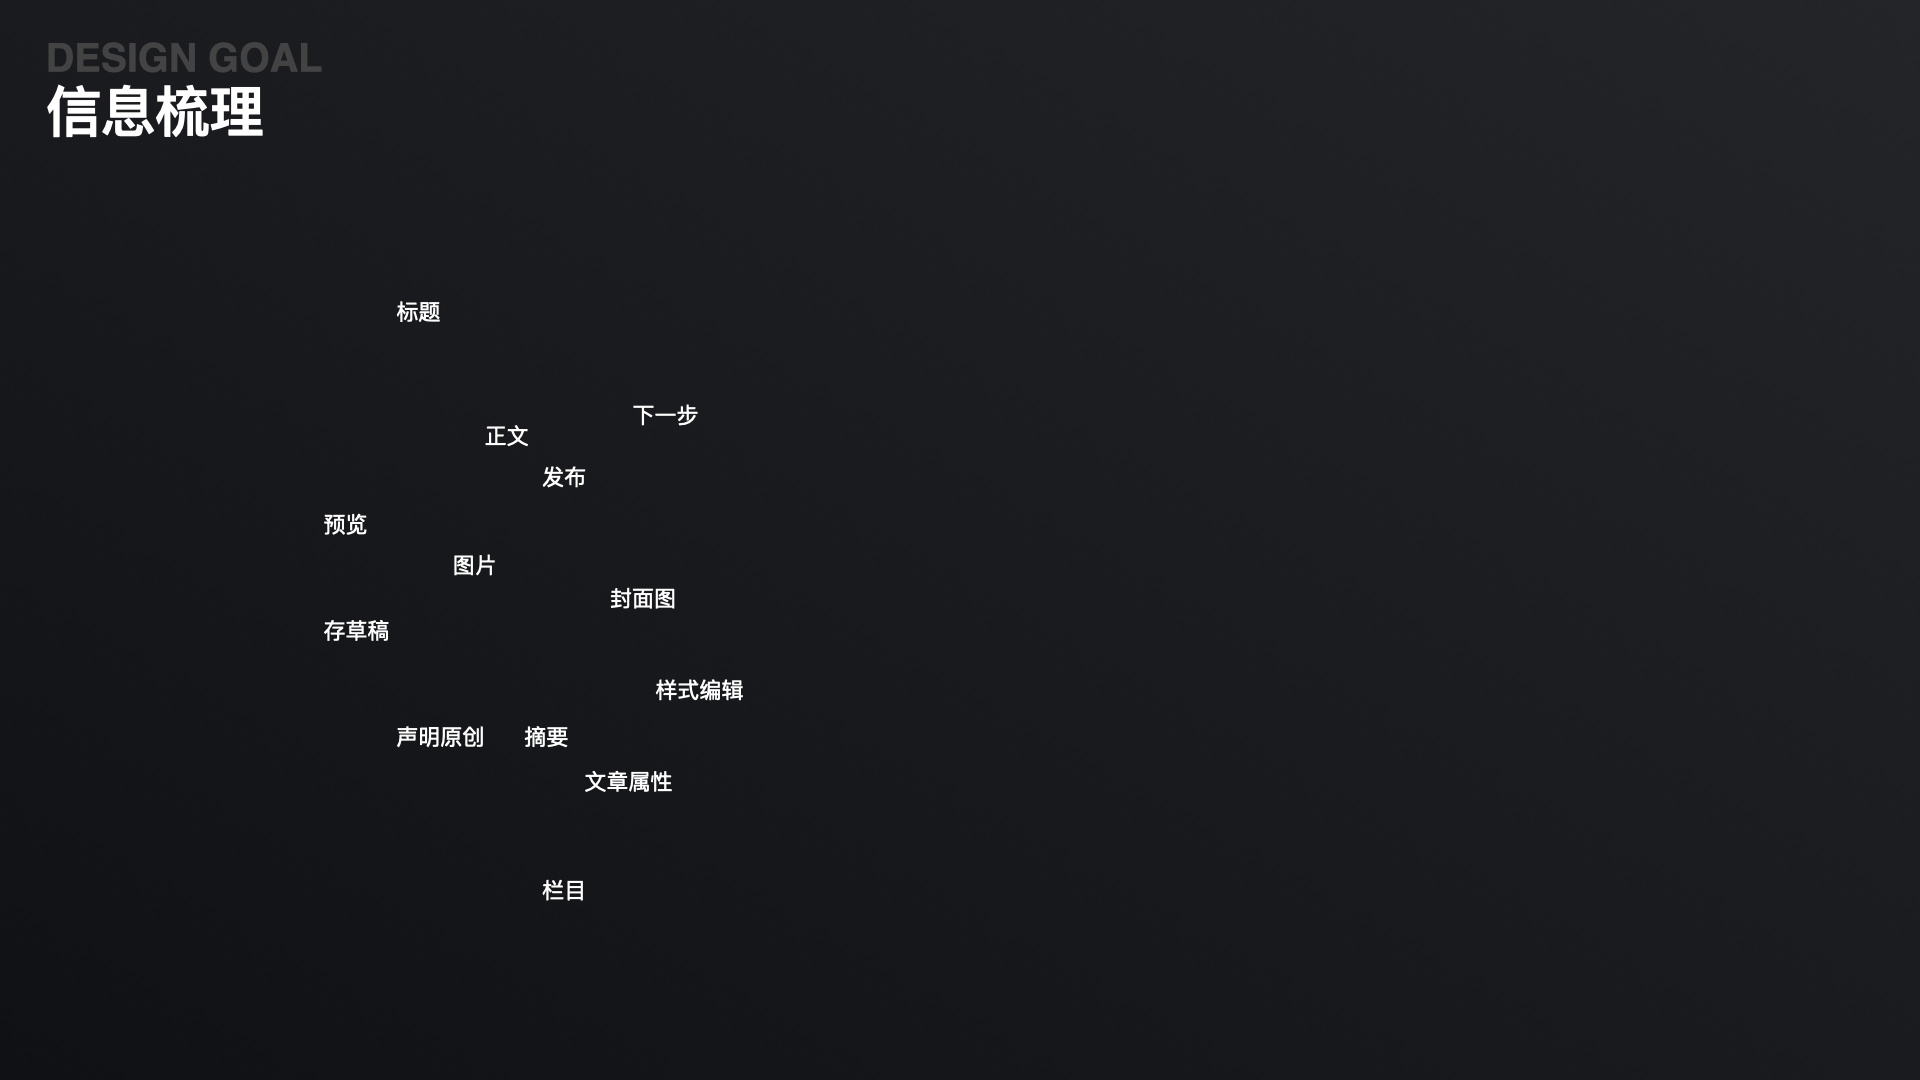 DESIGN GOAL
信息梳理
标题
下一步
正文
发布
预览
图片
封面图
存草稿
样式编辑
声明原创
摘要
文章属性
栏目